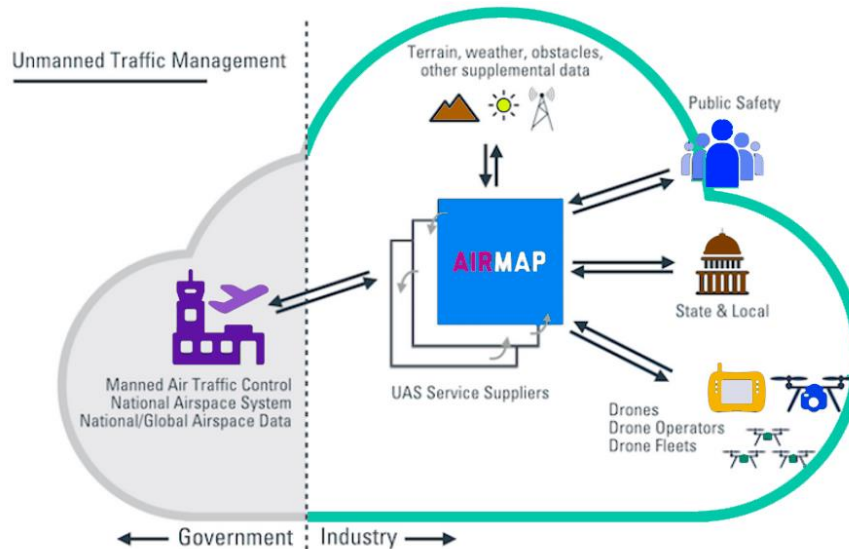 Unmanned Traffic Management
Terrain, weather, obstacles,
other supplemental data
Public Safety
AIRMAP
State & Local
Manned Air Traffic Control
National Airspace System
National/Global Airspace Data
UAS Service Suppliers
Drones
Drone Operators
Drone Fleets
Government
Industry